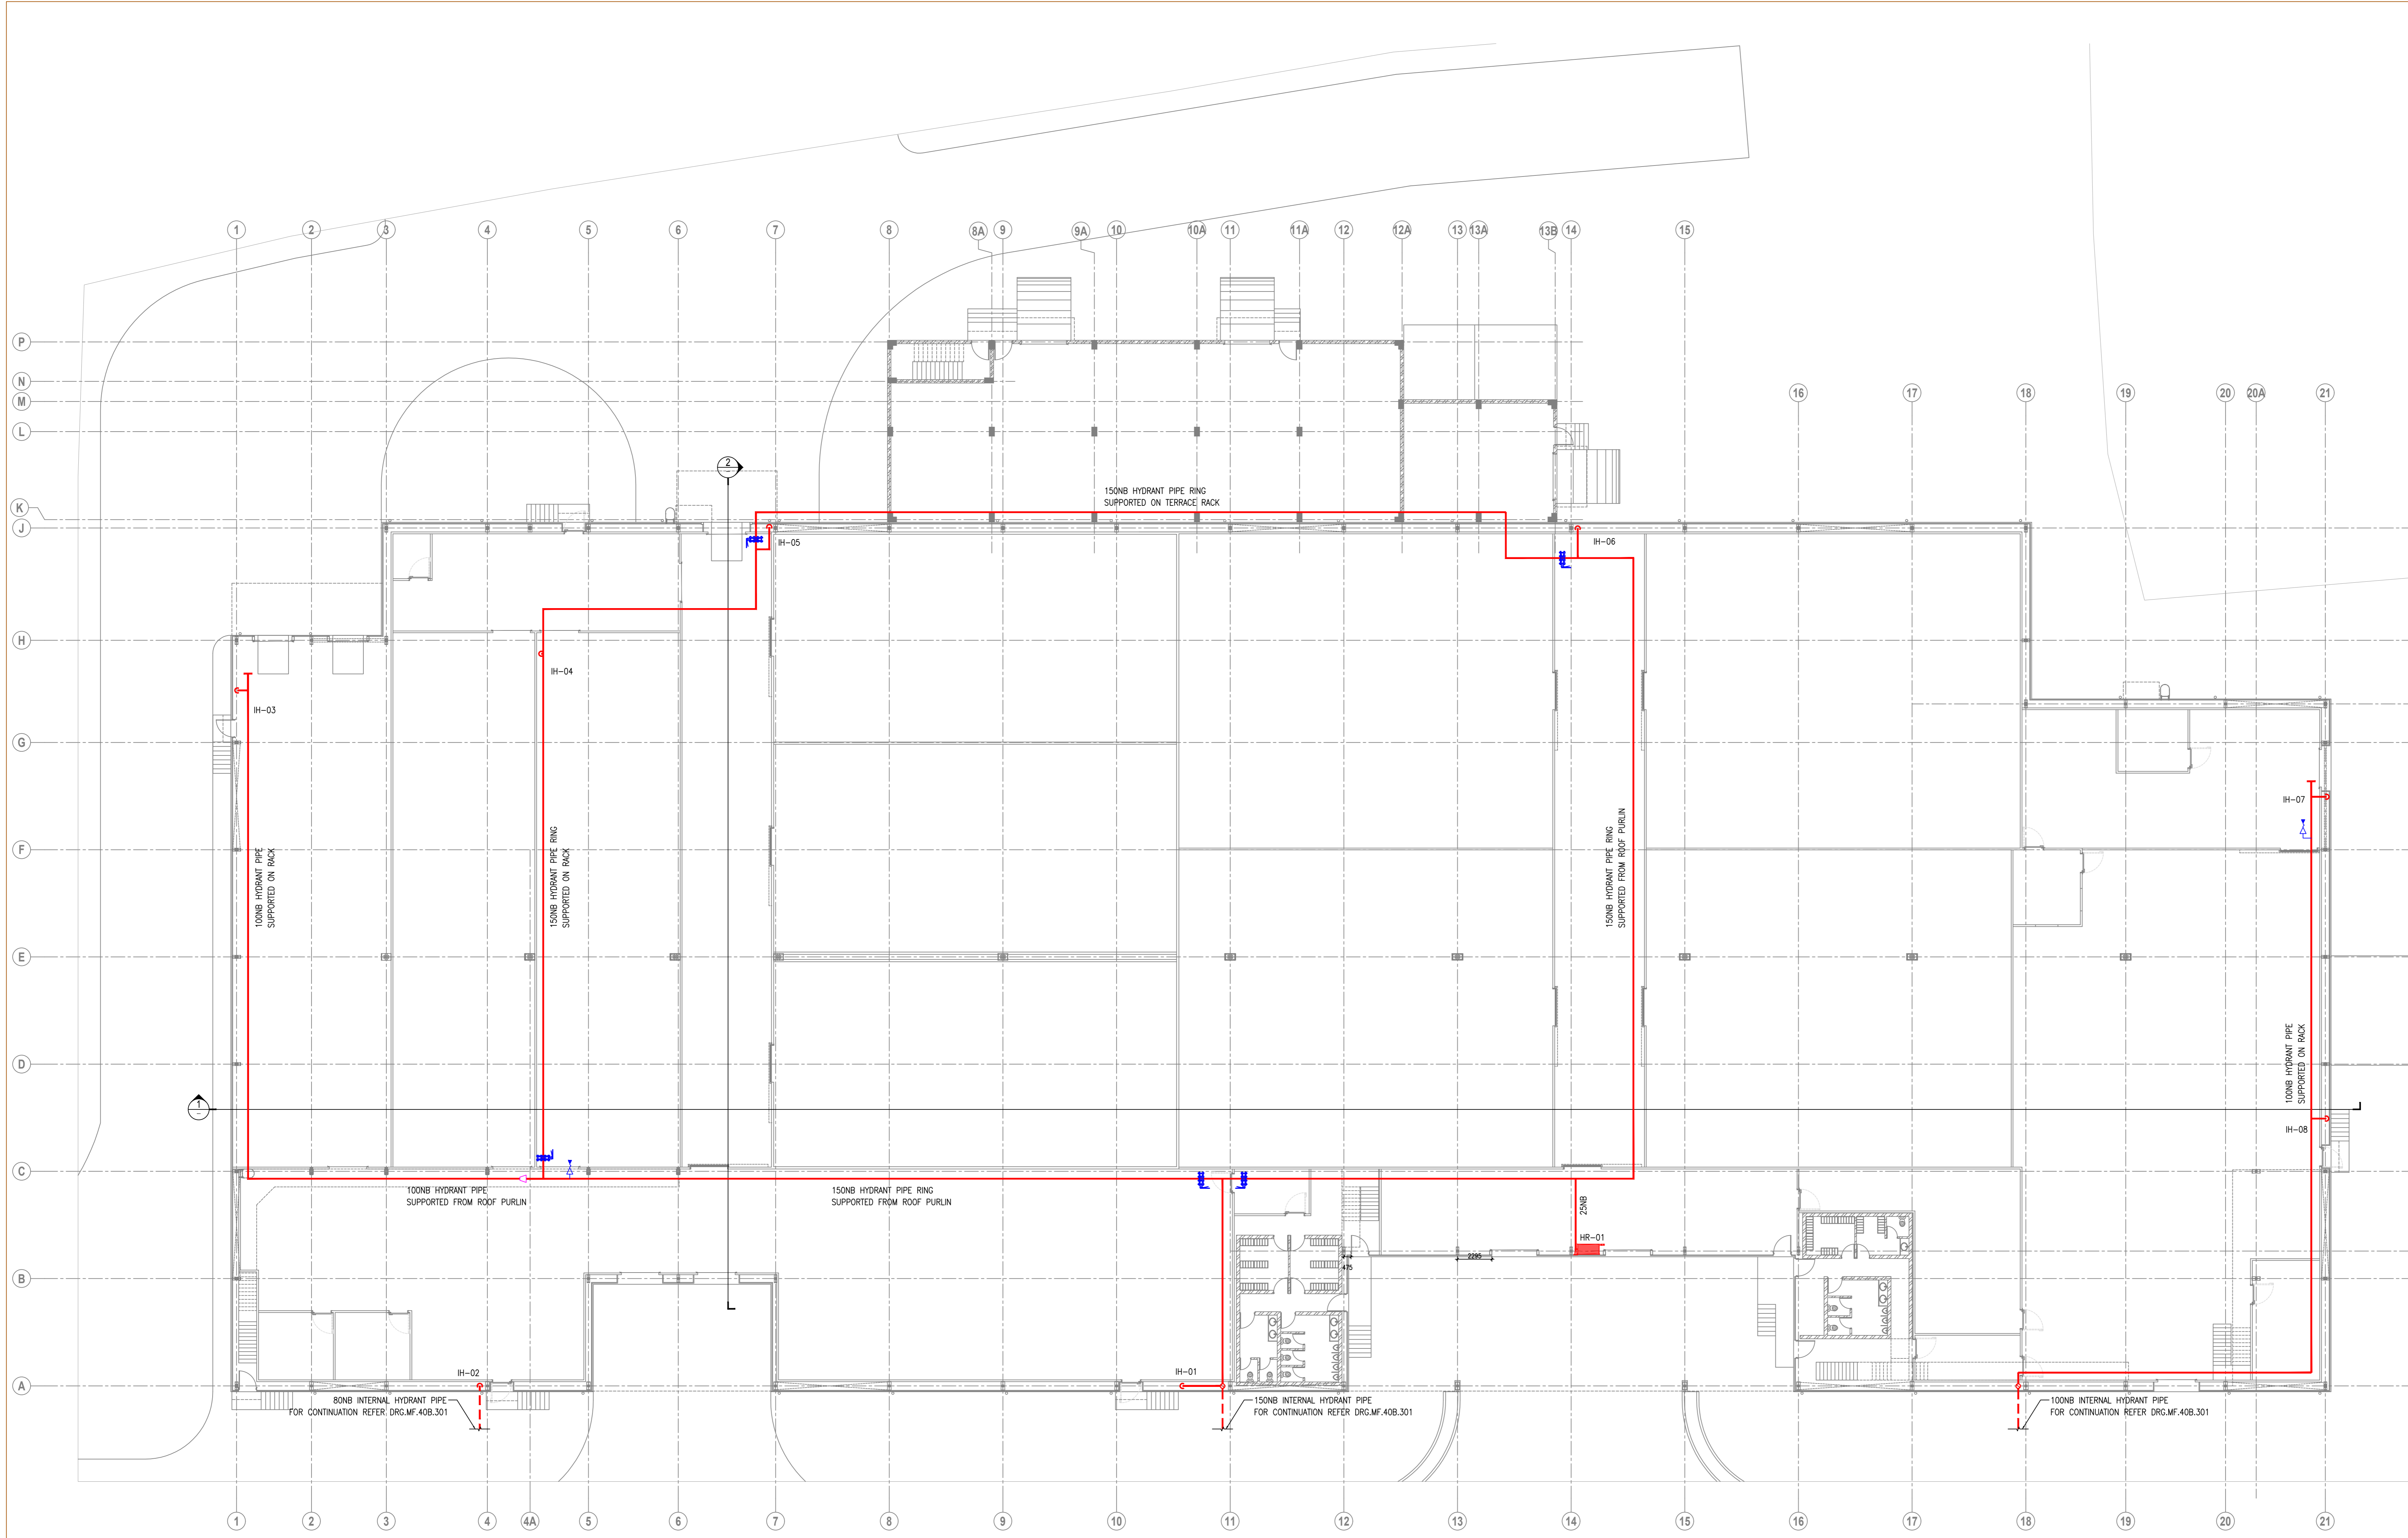 1 2 3 4 5 6 7 8 8A 9 9A 10 10A 11 11A 12 12A 13 13A 13B 14 15
P
N
M
L
16 17 18 19 20 20A 21
2
–
K
J
150NB HYDRANT PIPE RING
SUPPORTED ON TERRACE RACK
IH-05
IH-06
H
IH-04
IH-03
G
IH-07
F
100NB HYDRANT PIPE
SUPPORTED ON RACK
150NB HYDRANT PIPE RING
SUPPORTED ON RACK
150NB HYDRANT PIPE RING
SUPPORTED FROM ROOF PURLIN
E
D
100NB HYDRANT PIPE
SUPPORTED ON RACK
1
–
IH-08
C
100NB HYDRANT PIPE
SUPPORTED FROM ROOF PURLIN
150NB HYDRANT PIPE RING
SUPPORTED FROM ROOF PURLIN
25NB
HR-01
2295
475
B
IH-02
IH-01
A
80NB INTERNAL HYDRANT PIPE
FOR CONTINUATION REFER DRG.MF.40B.301
150NB INTERNAL HYDRANT PIPE
FOR CONTINUATION REFER DRG.MF.40B.301
100NB INTERNAL HYDRANT PIPE
FOR CONTINUATION REFER DRG.MF.40B.301
1 2 3 4 4A 5 6 7 8 9 10 11 12 13 14 15 16 17 18 19 20 21